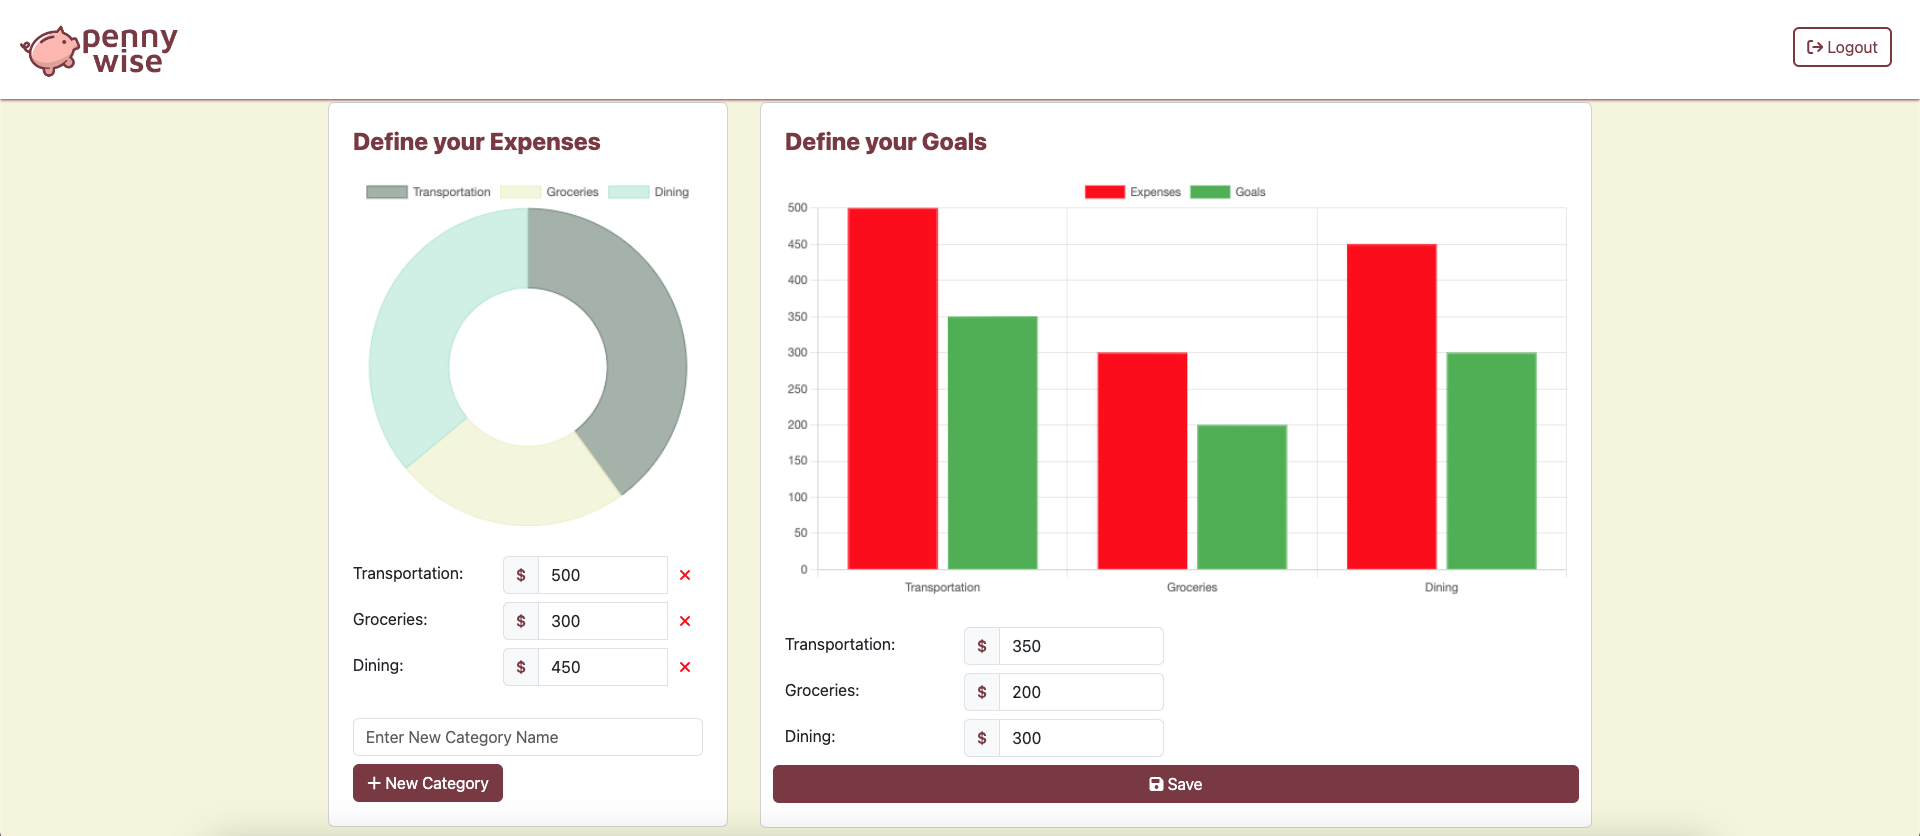 penny
wise
Logout
Define your Expenses
Transportation Groceries Dining
Transportation: $ 500
Groceries: $ 300
Dining: $ 450
Enter New Category Name
New Category
Define your Goals
Expenses Goals
500
450
400
350
300
250
200
150
100
50
0
Transportation Groceries Dining
Transportation: $ 350
Groceries: $ 200
Dining: $ 300
Save